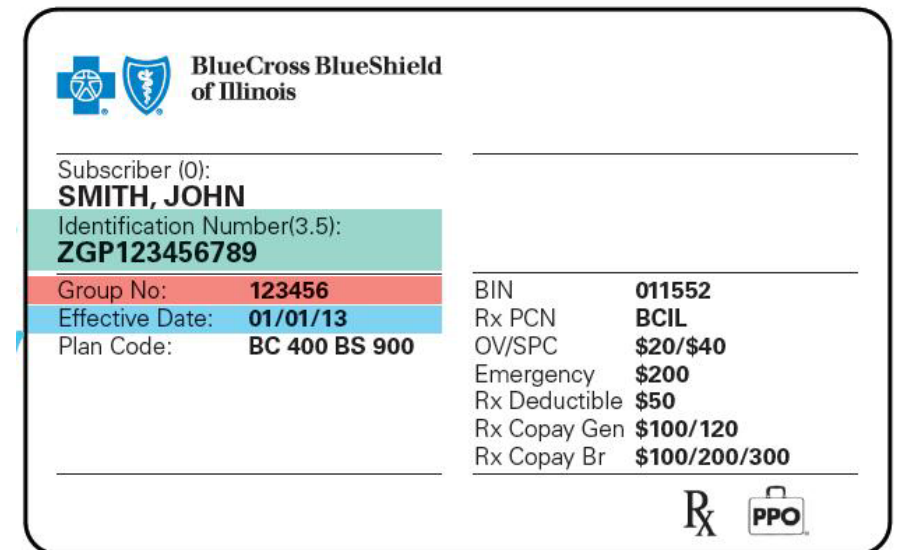 BlueCross BlueShield
of Illinois
Subscriber (0):
SMITH, JOHN
Identification Number(3.5):
ZGP123456789
Group No: 123456
Effective Date: 01/01/13
Plan Code: BC 400 BS 900
BIN 011552
Rx PCN BCIL
OV/SPC $20/$40
Emergency $200
Rx Deductible $50
Rx Copay Gen $100/120
Rx Copay Br $100/200/300
Rx PPO